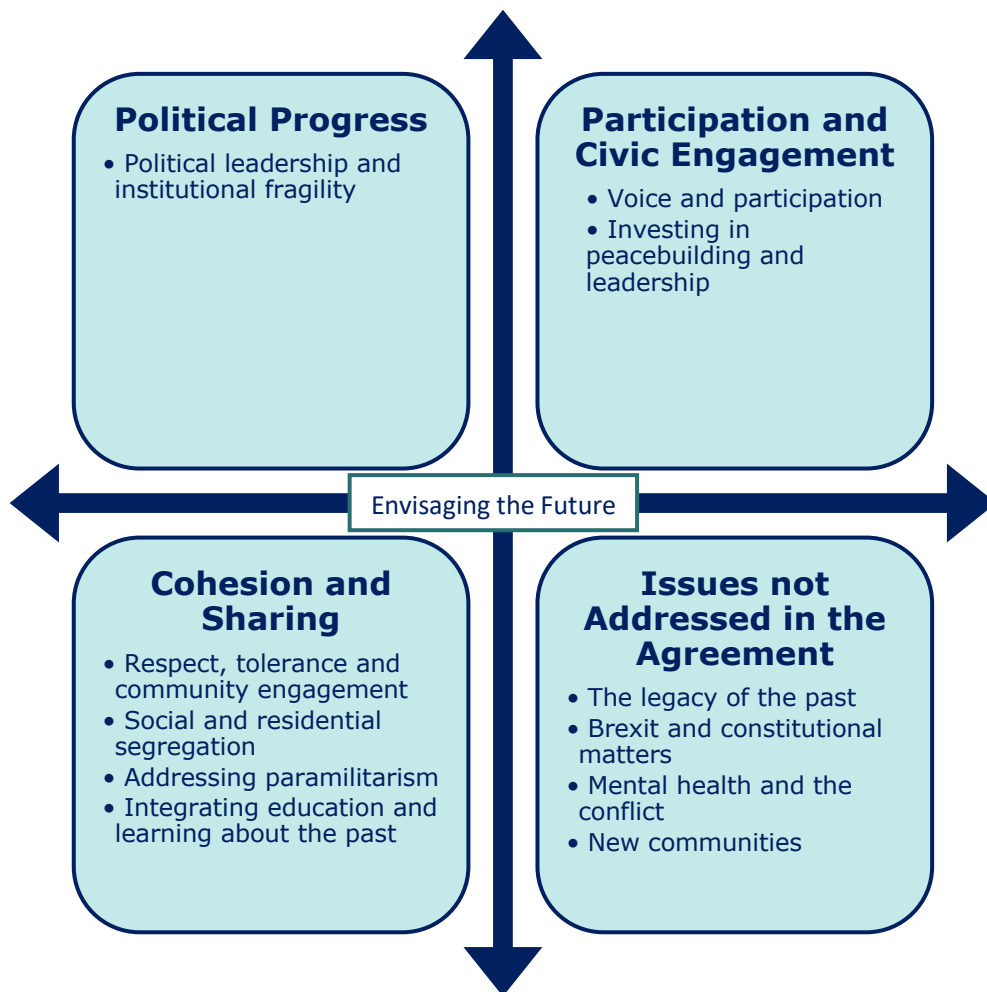 Political Progress
• Political leadership and
institutional fragility
Participation and
Civic Engagement
• Voice and participation
• Investing in
peacebuilding and
leadership
Envisaging the Future
Cohesion and
Sharing
• Respect, tolerance and
community engagement
• Social and residential
segregation
• Addressing paramilitarism
• Integrating education and
learning about the past
Issues not
Addressed in the
Agreement
• The legacy of the past
• Brexit and constitutional
matters
• Mental health and the
conflict
• New communities